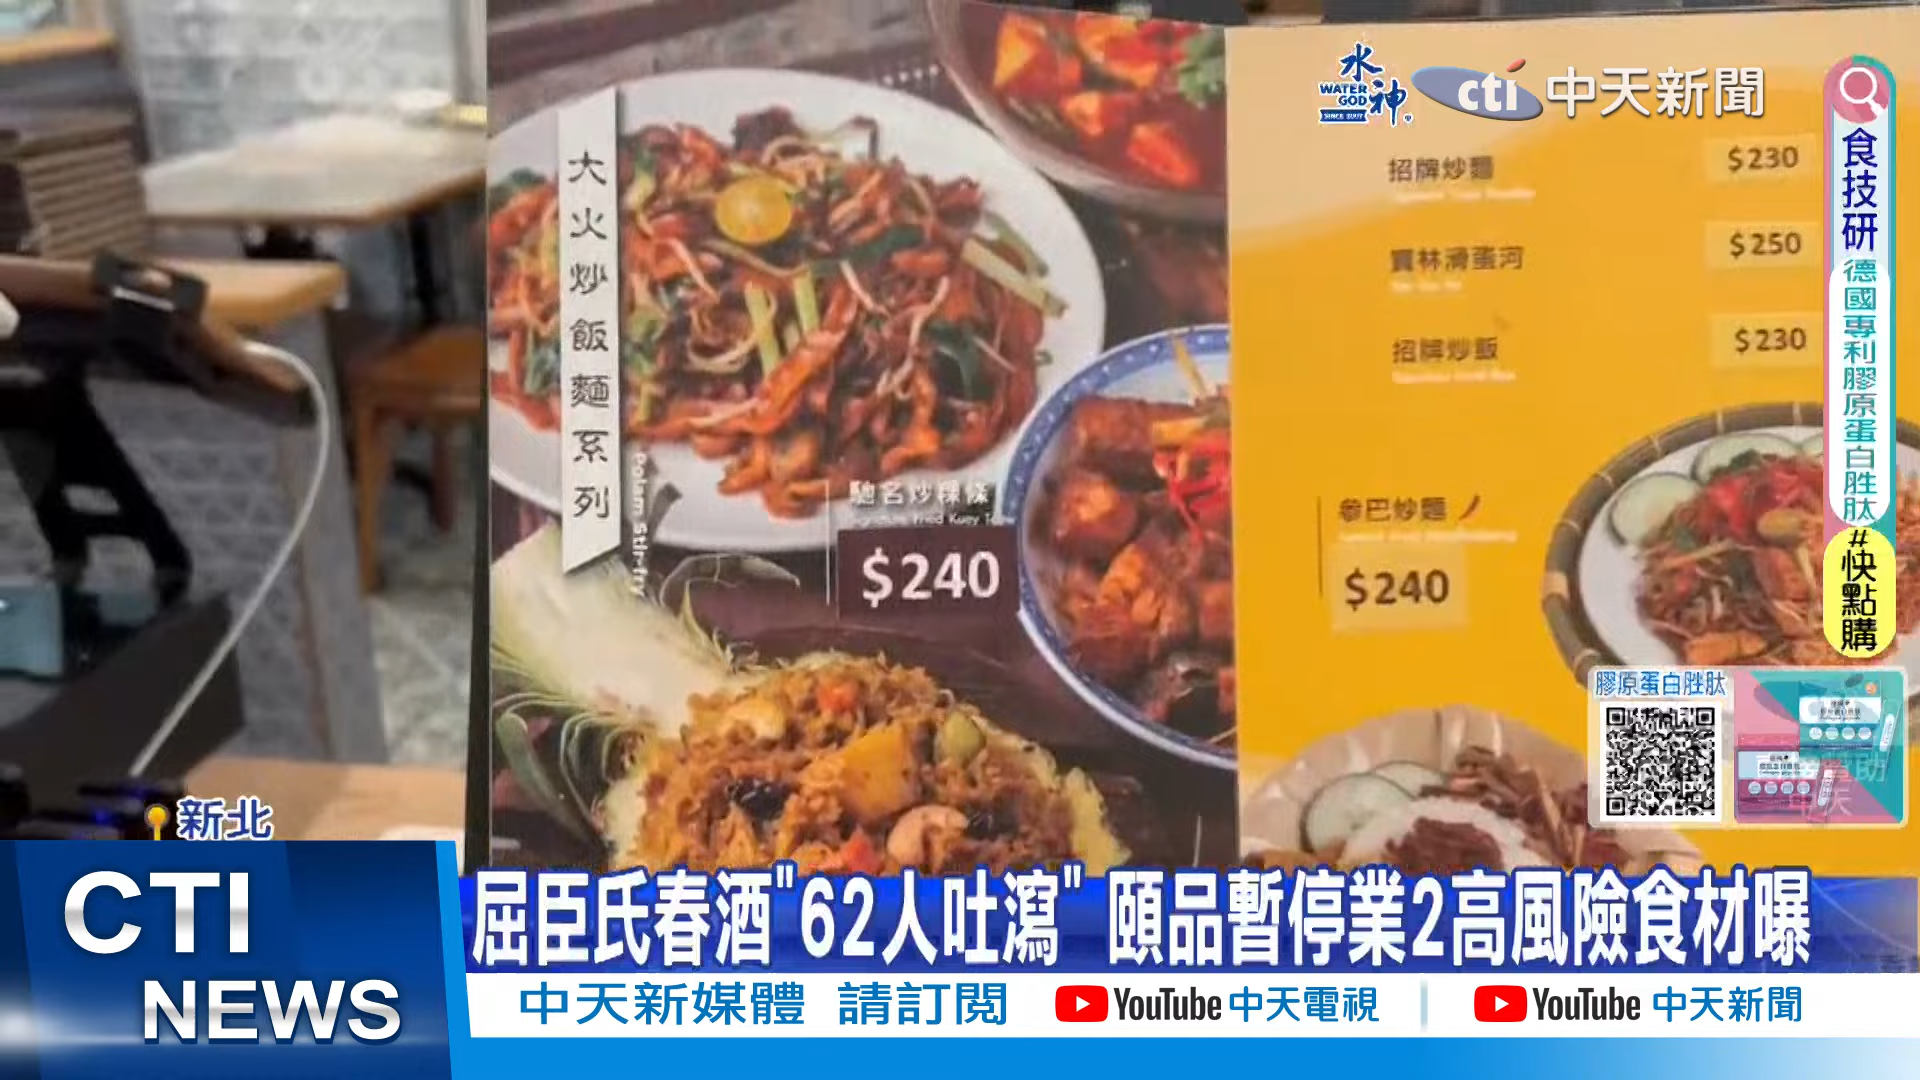 水神
WATER
GOD
SINCE 2007
cti 中天新聞
食技研
德國專利膠原蛋白胜肽
#快點購
膠原蛋白胜肽
大火炒飯麵系列
馳名炒粿條
$240
招牌炒麵
$230
寶林滑蛋河
$250
招牌炒飯
$230
參巴炒麵
$240
新北
CTI
NEWS
屈臣氏春酒"62人吐瀉" 頤品暫停業2高風險食材曝
中天新媒體 請訂閱 YouTube 中天電視 | YouTube 中天新聞